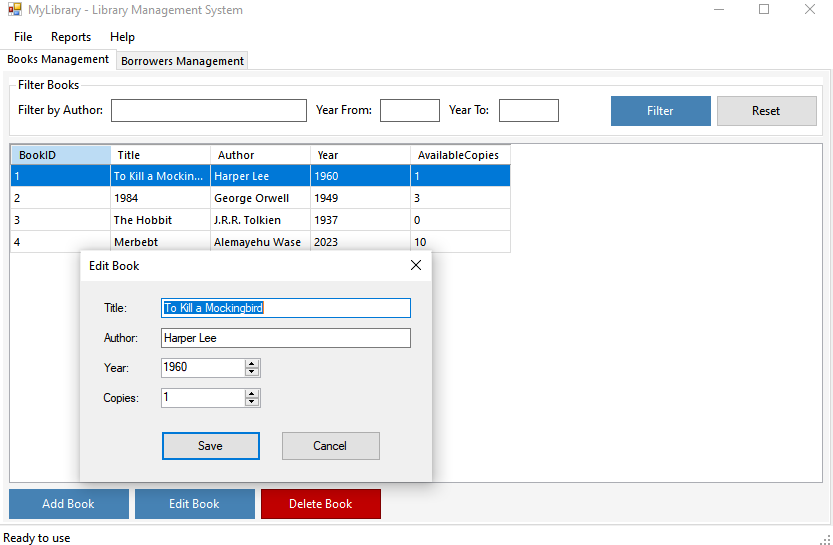 MyLibrary - Library Management System
File Reports Help
Books Management Borrowers Management
Filter Books
Filter by Author: Year From: Year To: Filter Reset
BookID Title Author Year AvailableCopies
1 To Kill a Mockin... Harper Lee 1960 1
2 1984 George Orwell 1949 3
3 The Hobbit J.R.R. Tolkien 1937 0
4 Merbebt Alemayehu Wase 2023 10
Edit Book
Title: To Kill a Mockingbird
Author: Harper Lee
Year: 1960
Copies: 1
Save Cancel
Add Book Edit Book Delete Book
Ready to use